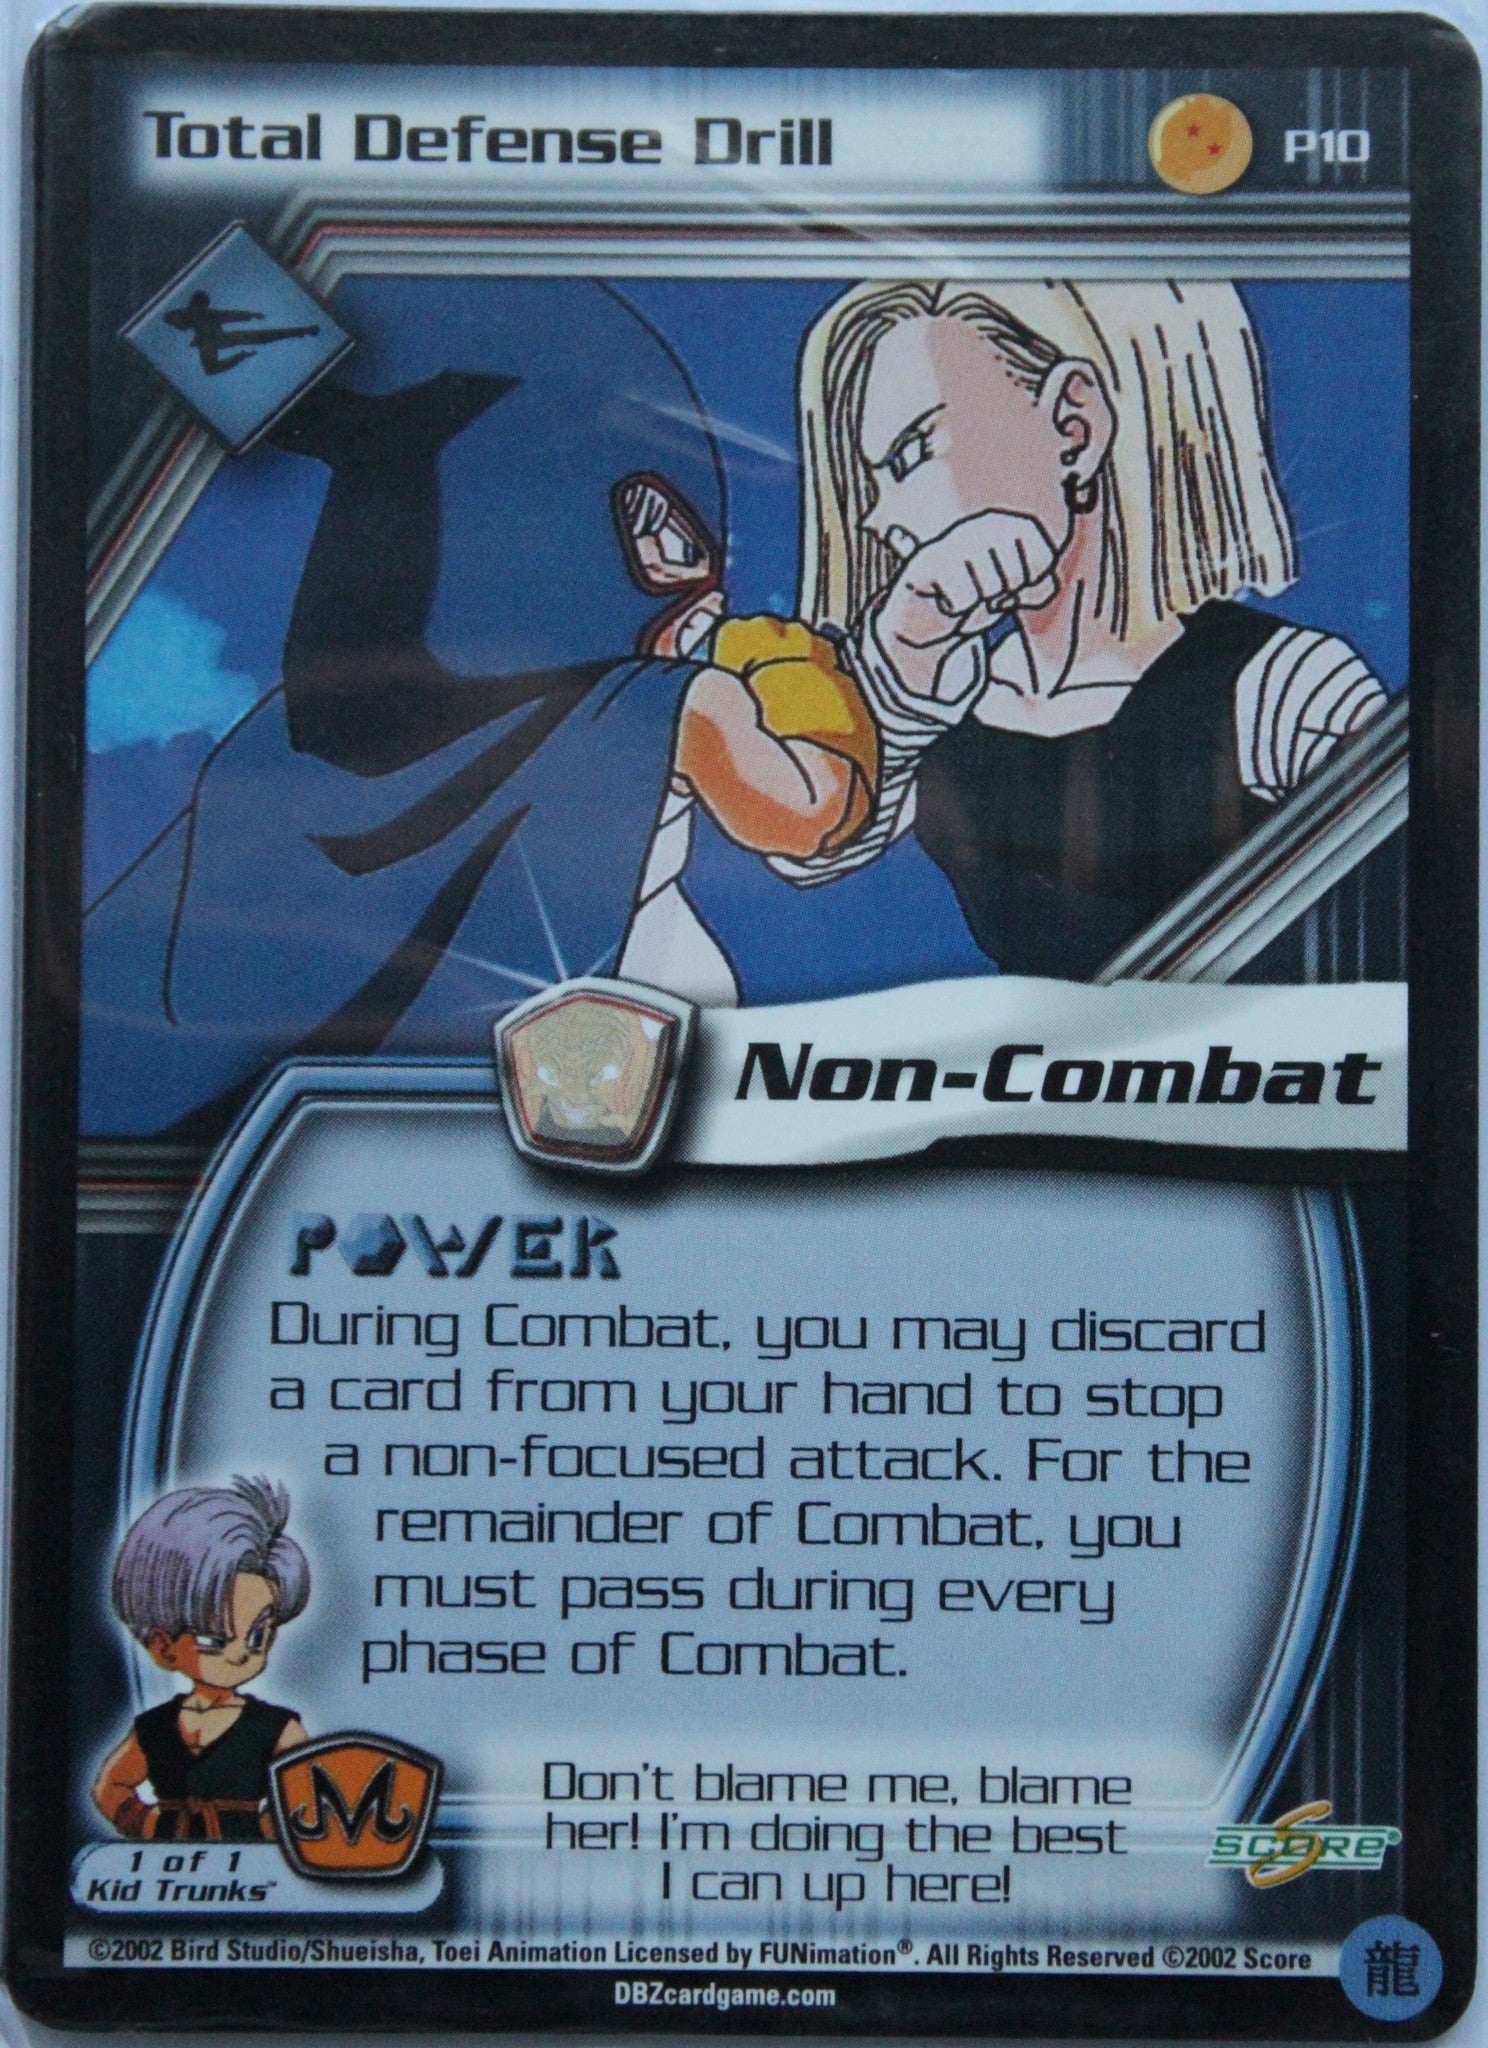 Total Defense Drill
P10
Non-Combat
POWER
During Combat, you may discard
a card from your hand to stop
a non-focused attack. For the
remainder of Combat, you
must pass during every
phase of Combat.
Don't blame me, blame
her! I'm doing the best
I can up here!
M
1 of 1
Kid Trunks™
SCORE®
©2002 Bird Studio/Shueisha, Toei Animation Licensed by FUNimation®. All Rights Reserved ©2002 Score
龍
DBZcardgame.com